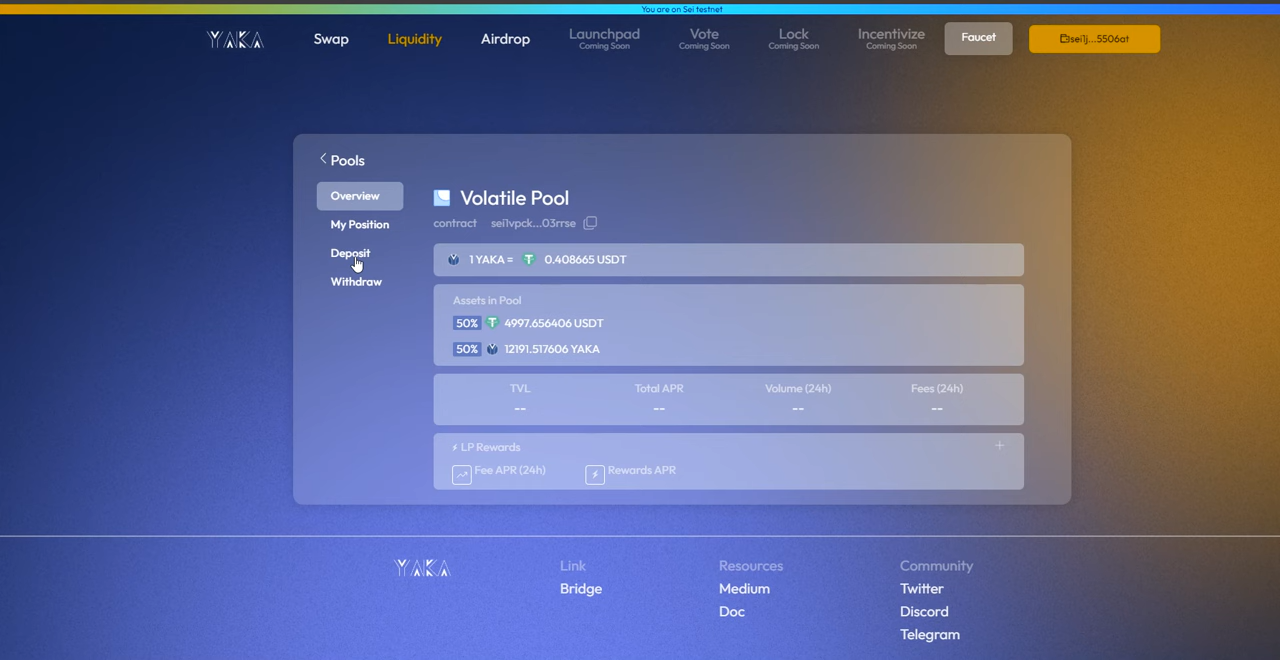 You are on Sei testnet
YAKA
Swap
Liquidity
Airdrop
Launchpad
Coming Soon
Vote
Coming Soon
Lock
Coming Soon
Incentivize
Coming Soon
Faucet
sei1j...5506at
Pools
Overview
My Position
Deposit
Withdraw
Volatile Pool
contract sei1vpck...03rrse
1 YAKA = 0.408665 USDT
Assets in Pool
50% 4997.656406 USDT
50% 12191.517606 YAKA
TVL Total APR Volume (24h) Fees (24h)
-- -- -- --
LP Rewards +
Fee APR (24h) Rewards APR
YAKA
Link
Bridge
Resources
Medium
Doc
Community
Twitter
Discord
Telegram